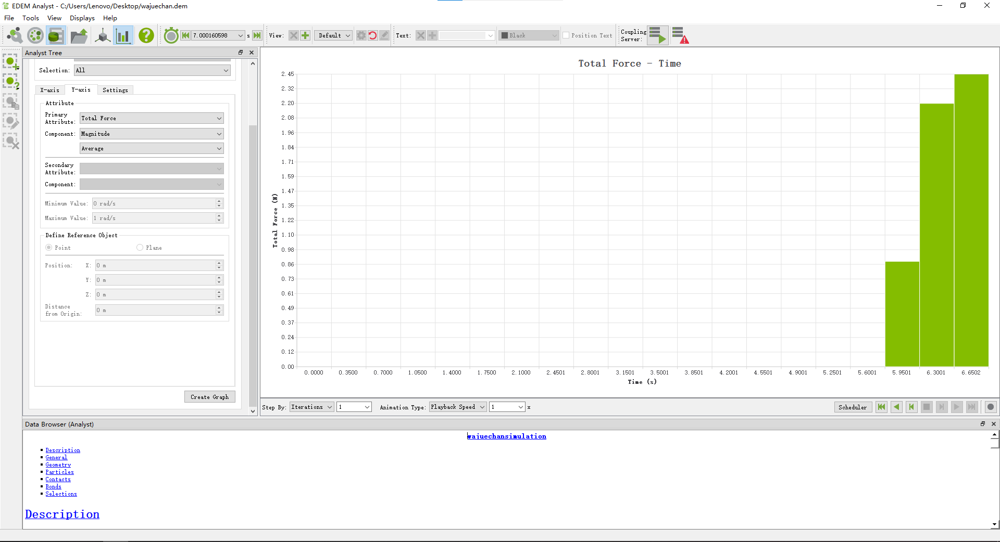 EDEM Analyst - C:/Users/Lenovo/Desktop/wajuechan.dem
File Tools View Displays Help
7.000160598 s View: Default Text: Black Position Text Coupling Server:
Analyst Tree
Selection: All
X-axis Y-axis Settings
Attribute
Primary Attribute: Total Force
Component: Magnitude
Average
Secondary Attribute:
Component:
Minimum Value: 0 rad/s
Maximum Value: 1 rad/s
Define Reference Object
Point Plane
Position: X: 0 m
Y: 0 m
Z: 0 m
Distance from Origin: 0 m
Create Graph
Total Force - Time
Total Force (N)
2.45
2.32
2.20
2.08
1.96
1.84
1.71
1.59
1.47
1.35
1.22
1.10
0.98
0.86
0.73
0.61
0.49
0.37
0.24
0.12
0.00
0.0000 0.3500 0.7000 1.0500 1.4000 1.7500 2.1000 2.4501 2.8001 3.1501 3.5001 3.8501 4.2001 4.5501 4.9001 5.2501 5.6001 5.9501 6.3001 6.6502
Time (s)
Step By: Iterations 1 Animation Type: Playback Speed 1 x Scheduler
Data Browser (Analyst)
wajuechansimulation
Description
General
Geometry
Particles
Contacts
Bonds
Selections
Description